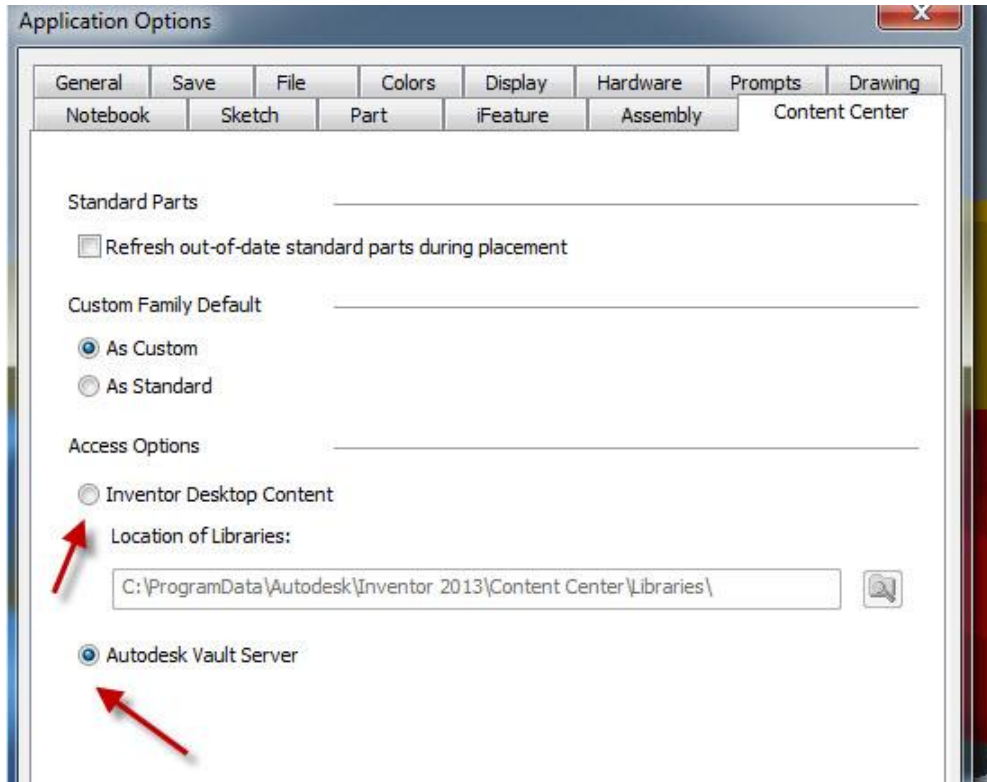 Application Options
General Save File Colors Display Hardware Prompts Drawing
Notebook Sketch Part iFeature Assembly Content Center
Standard Parts
Refresh out-of-date standard parts during placement
Custom Family Default
As Custom
As Standard
Access Options
Inventor Desktop Content
Location of Libraries:
C:\ProgramData\Autodesk\Inventor 2013\Content Center\Libraries\
Autodesk Vault Server